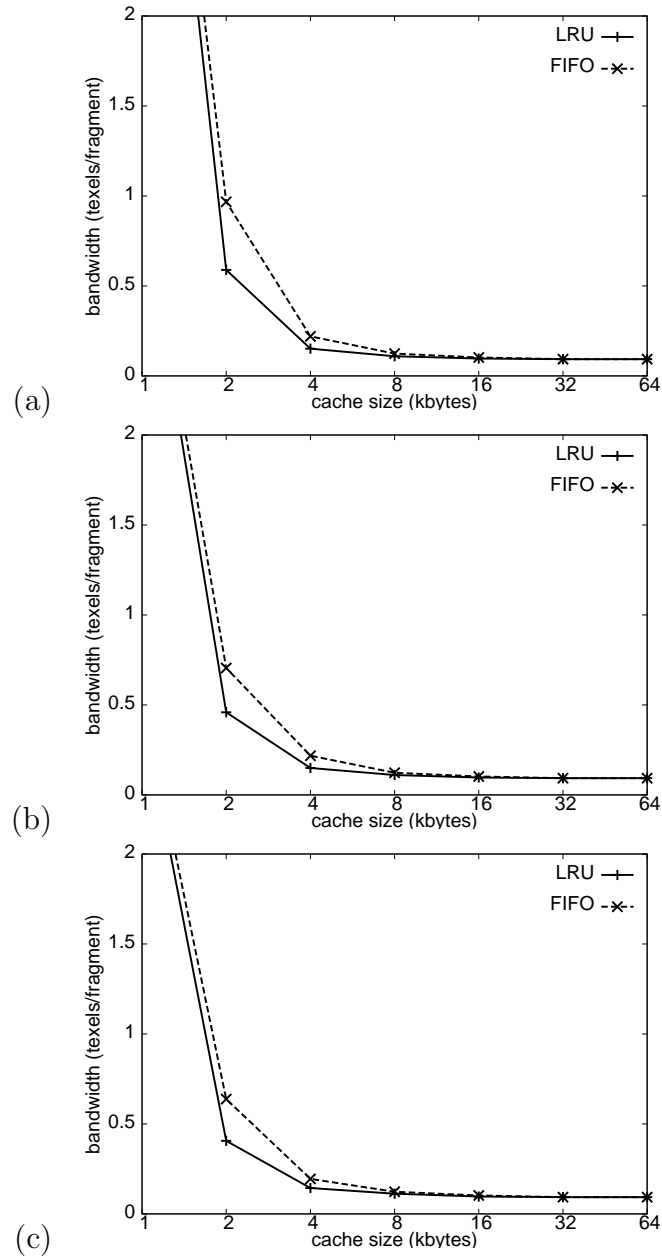 2
1.5
1
0.5
0
bandwidth (texels/fragment)
LRU
FIFO
1 2 4 8 16 32 64
cache size (kbytes)
(a)
2
1.5
1
0.5
0
bandwidth (texels/fragment)
LRU
FIFO
1 2 4 8 16 32 64
cache size (kbytes)
(b)
2
1.5
1
0.5
0
bandwidth (texels/fragment)
LRU
FIFO
1 2 4 8 16 32 64
cache size (kbytes)
(c)